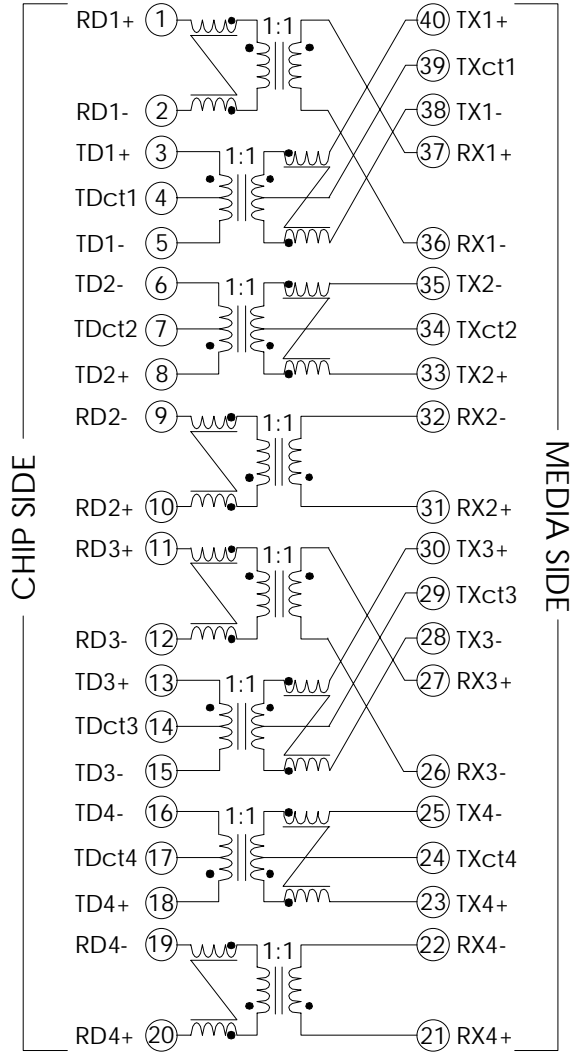 CHIP SIDE
RD1+ 1
RD1- 2
TD1+ 3
TDct1 4
TD1- 5
TD2- 6
TDct2 7
TD2+ 8
RD2- 9
RD2+ 10
RD3+ 11
RD3- 12
TD3+ 13
TDct3 14
TD3- 15
TD4- 16
TDct4 17
TD4+ 18
RD4- 19
RD4+ 20
1:1
1:1
1:1
1:1
1:1
1:1
1:1
1:1
40 TX1+
39 TXct1
38 TX1-
37 RX1+
36 RX1-
35 TX2-
34 TXct2
33 TX2+
32 RX2-
31 RX2+
30 TX3+
29 TXct3
28 TX3-
27 RX3+
26 RX3-
25 TX4-
24 TXct4
23 TX4+
22 RX4-
21 RX4+
MEDIA SIDE